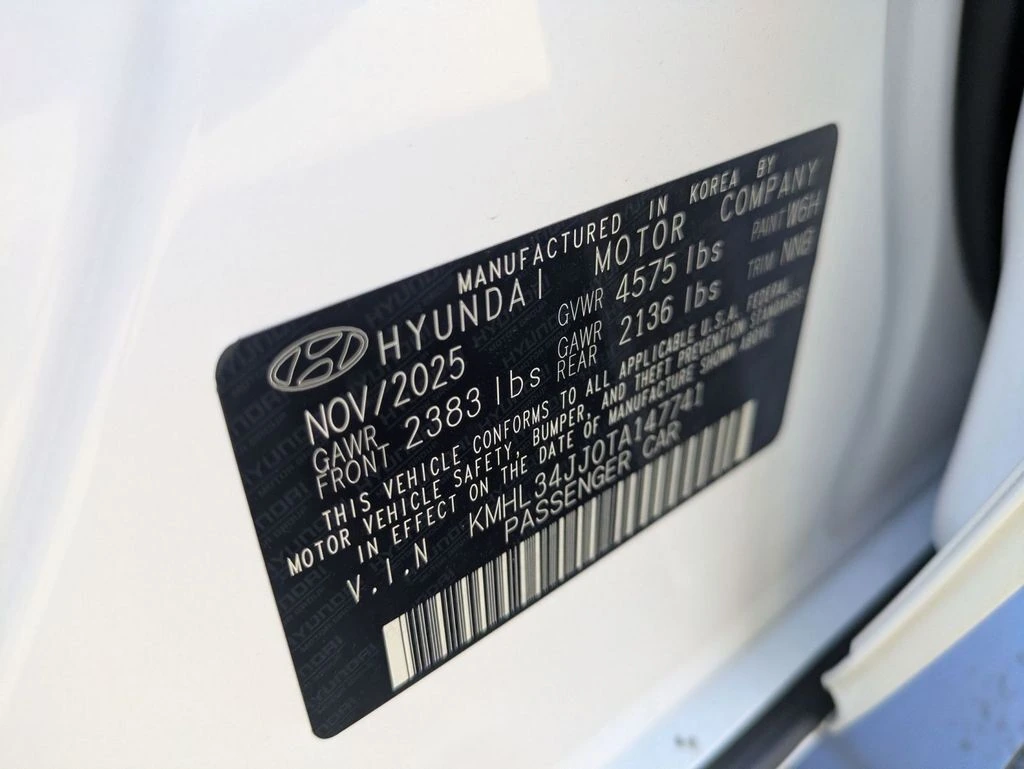 MANUFACTURED IN KOREA BY
HYUNDAI MOTOR COMPANY
NOV/2025 GVWR 4575 lbs PAINT W6H
GAWR FRONT 2383 lbs GAWR REAR 2136 lbs TRIM
THIS VEHICLE CONFORMS TO ALL APPLICABLE U.S.A. FEDERAL
MOTOR VEHICLE SAFETY, BUMPER, AND THEFT PREVENTION STANDARDS
IN EFFECT ON THE DATE OF MANUFACTURE SHOWN ABOVE.
V.I.N KMHL34JJ0TA147741
PASSENGER CAR